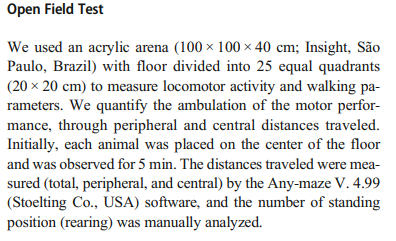 Open Field Test
We used an acrylic arena (100 × 100 × 40 cm; Insight, São
Paulo, Brazil) with floor divided into 25 equal quadrants
(20 × 20 cm) to measure locomotor activity and walking pa-
rameters. We quantify the ambulation of the motor perfor-
mance, through peripheral and central distances traveled.
Initially, each animal was placed on the center of the floor
and was observed for 5 min. The distances traveled were mea-
sured (total, peripheral, and central) by the Any-maze V. 4.99
(Stoelting Co., USA) software, and the number of standing
position (rearing) was manually analyzed.